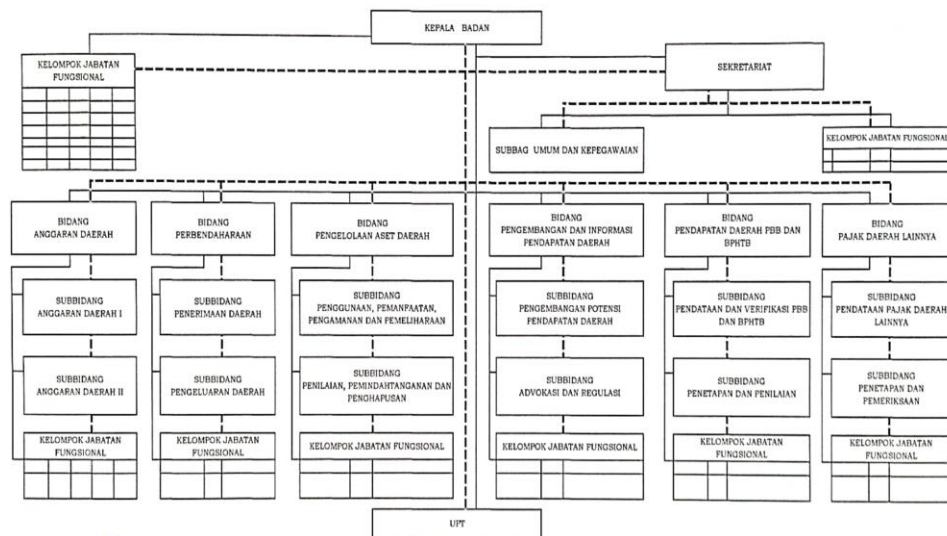 KEPALA BADAN
KELOMPOK JABATAN
FUNGSIONAL
SEKRETARIAT
SUBBAG UMUM DAN KEPEGAWAIAN
KELOMPOK JABATAN FUNGSIONAL
BIDANG
ANGGARAN DAERAH
BIDANG
PERBENDAHARAAN
BIDANG
PENGELOLAAN ASET DAERAH
BIDANG
PENGEMBANGAN DAN INFORMASI
PENDAPATAN DAERAH
BIDANG
PENDAPATAN DAERAH PBB DAN
BPHTB
BIDANG
PAJAK DAERAH LAINNYA
SUBBIDANG
ANGGARAN DAERAH I
SUBBIDANG
PENERIMAAN DAERAH
SUBBIDANG
PENGGUNAAN, PEMANFAATAN,
PENGAMANAN DAN PEMELIHARAAN
SUBBIDANG
PENGEMBANGAN POTENSI
PENDAPATAN DAERAH
SUBBIDANG
PENDATAAN DAN VERIFIKASI PBB
DAN BPHTB
SUBBIDANG
PENDATAAN PAJAK DAERAH
LAINNYA
SUBBIDANG
ANGGARAN DAERAH II
SUBBIDANG
PENGELUARAN DAERAH
SUBBIDANG
PENILAIAN, PEMINDAHTANGANAN DAN
PENGHAPUSAN
SUBBIDANG
ADVOKASI DAN REGULASI
SUBBIDANG
PENETAPAN DAN PENILAIAN
SUBBIDANG
PENETAPAN DAN
PEMERIKSAAN
KELOMPOK JABATAN
FUNGSIONAL
KELOMPOK JABATAN
FUNGSIONAL
KELOMPOK JABATAN FUNGSIONAL
KELOMPOK JABATAN FUNGSIONAL
KELOMPOK JABATAN
FUNGSIONAL
KELOMPOK JABATAN
FUNGSIONAL
UPT